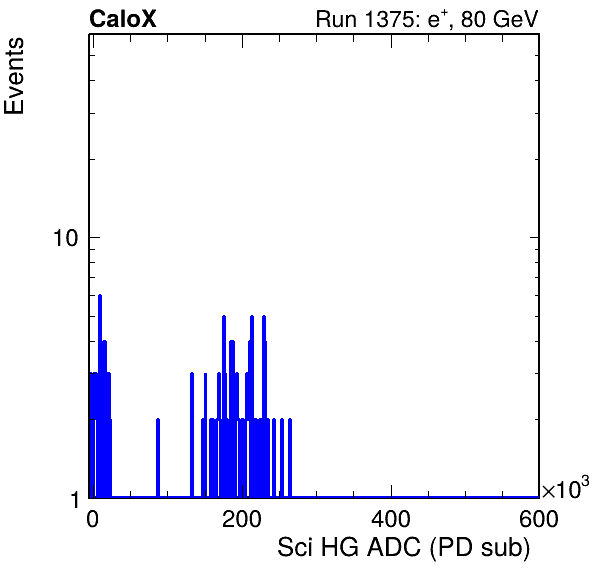 CaloX Run 1375: e⁺, 80 GeV
Events
10
1
×10³
0 200 400 600
Sci HG ADC (PD sub)